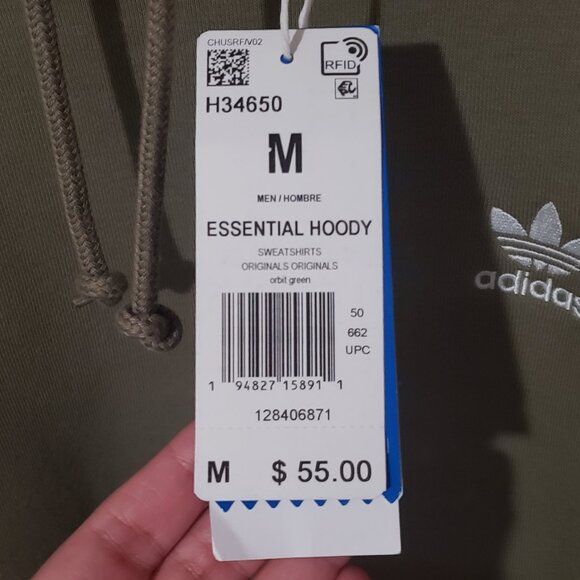 CHUSRF/V02
RFID
H34650
M
MEN / HOMBRE
ESSENTIAL HOODY
SWEATSHIRTS
ORIGINALS ORIGINALS
orbit green
50
662
UPC
1 94827 15891 1
128406871
M $ 55.00
adidas